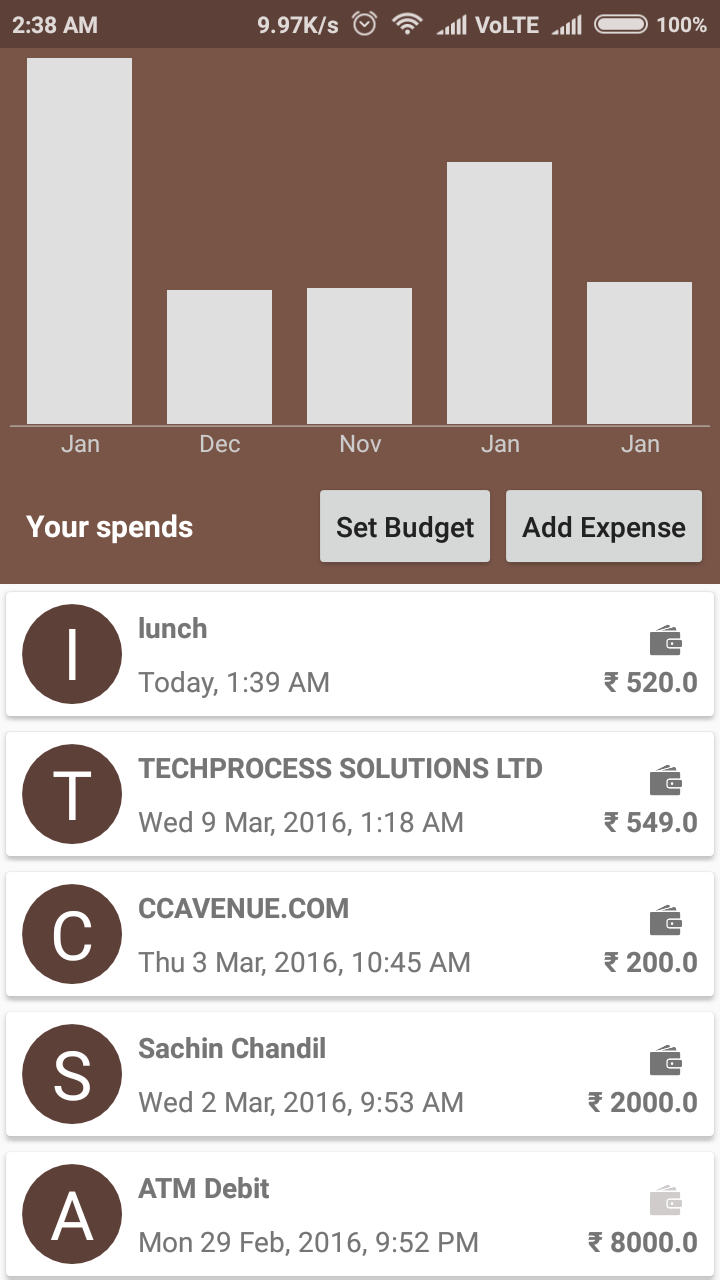 2:38 AM 9.97K/s VoLTE 100%
Jan Dec Nov Jan Jan
Your spends Set Budget Add Expense
l lunch
Today, 1:39 AM ₹ 520.0
T TECHPROCESS SOLUTIONS LTD
Wed 9 Mar, 2016, 1:18 AM ₹ 549.0
C CCAVENUE.COM
Thu 3 Mar, 2016, 10:45 AM ₹ 200.0
S Sachin Chandil
Wed 2 Mar, 2016, 9:53 AM ₹ 2000.0
A ATM Debit
Mon 29 Feb, 2016, 9:52 PM ₹ 8000.0